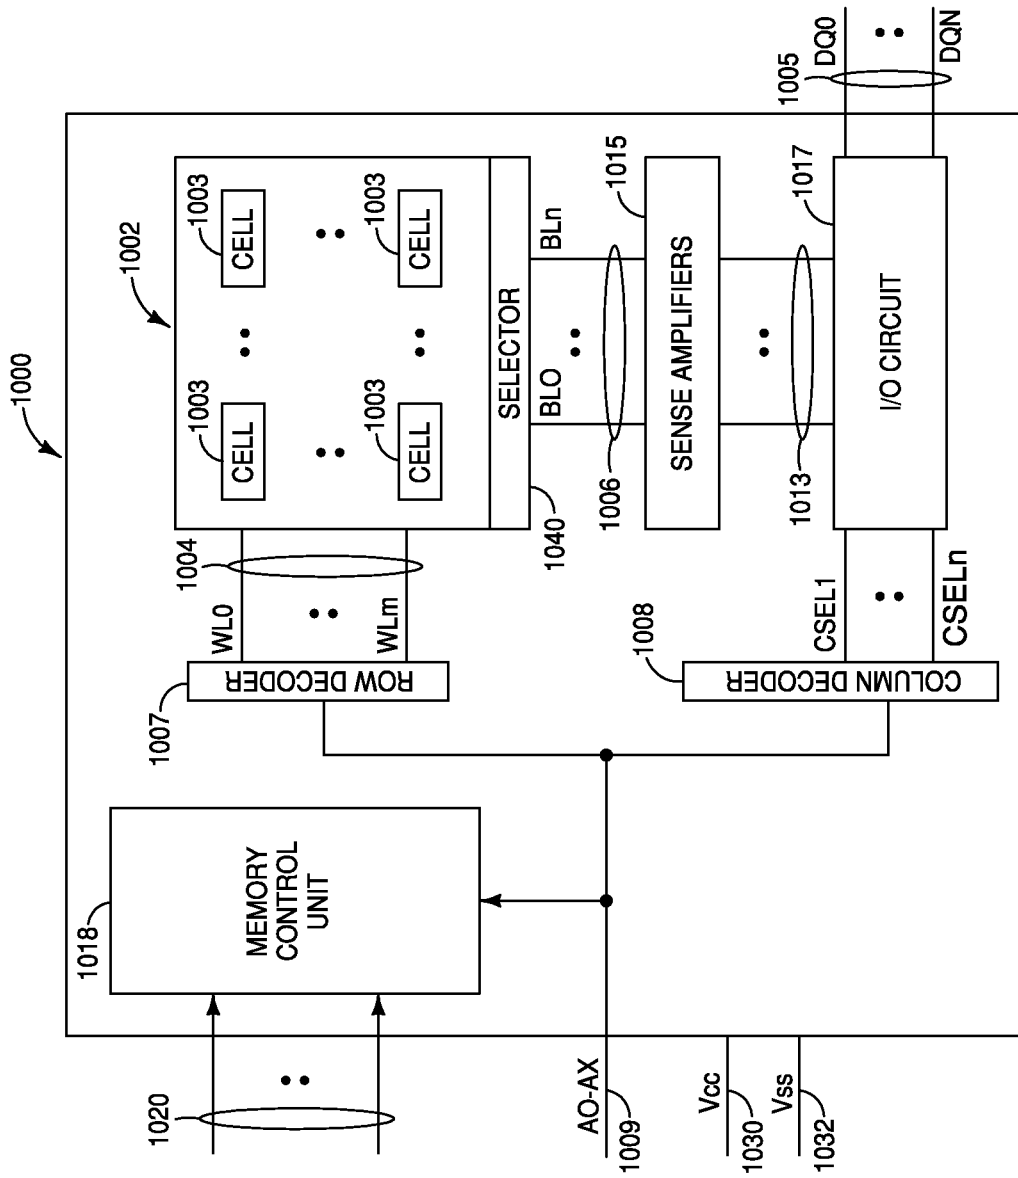 1000
1002
1003
CELL
1003
CELL
1003
CELL
1003
CELL
SELECTOR
1040
1004
WL0
WLm
ROW DECODER
1007
BLO
BLn
1006
SENSE AMPLIFIERS
1015
1013
I/O CIRCUIT
1017
1005
DQ0
DQN
CSEL1
CSELn
COLUMN DECODER
1008
MEMORY
CONTROL
UNIT
1018
1020
AO-AX
1009
Vcc
1030
Vss
1032